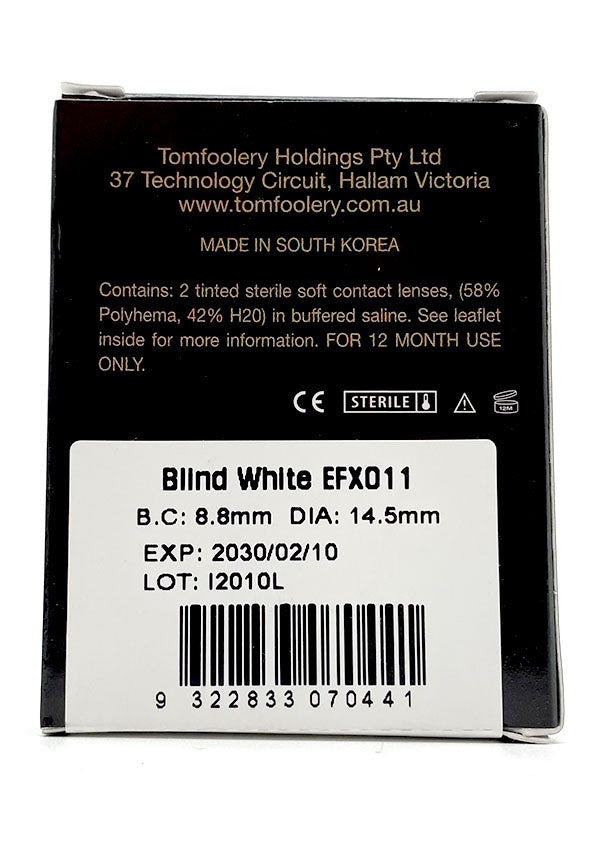 Tomfoolery Holdings Pty Ltd
37 Technology Circuit, Hallam Victoria
www.tomfoolery.com.au
MADE IN SOUTH KOREA
Contains: 2 tinted sterile soft contact lenses, (58%
Polyhema, 42% H20) in buffered saline. See leaflet
inside for more information. FOR 12 MONTH USE
ONLY.
CE STERILE 12M
Blind White EFX011
B.C: 8.8mm DIA: 14.5mm
EXP: 2030/02/10
LOT: I2010L
9 322833 070441